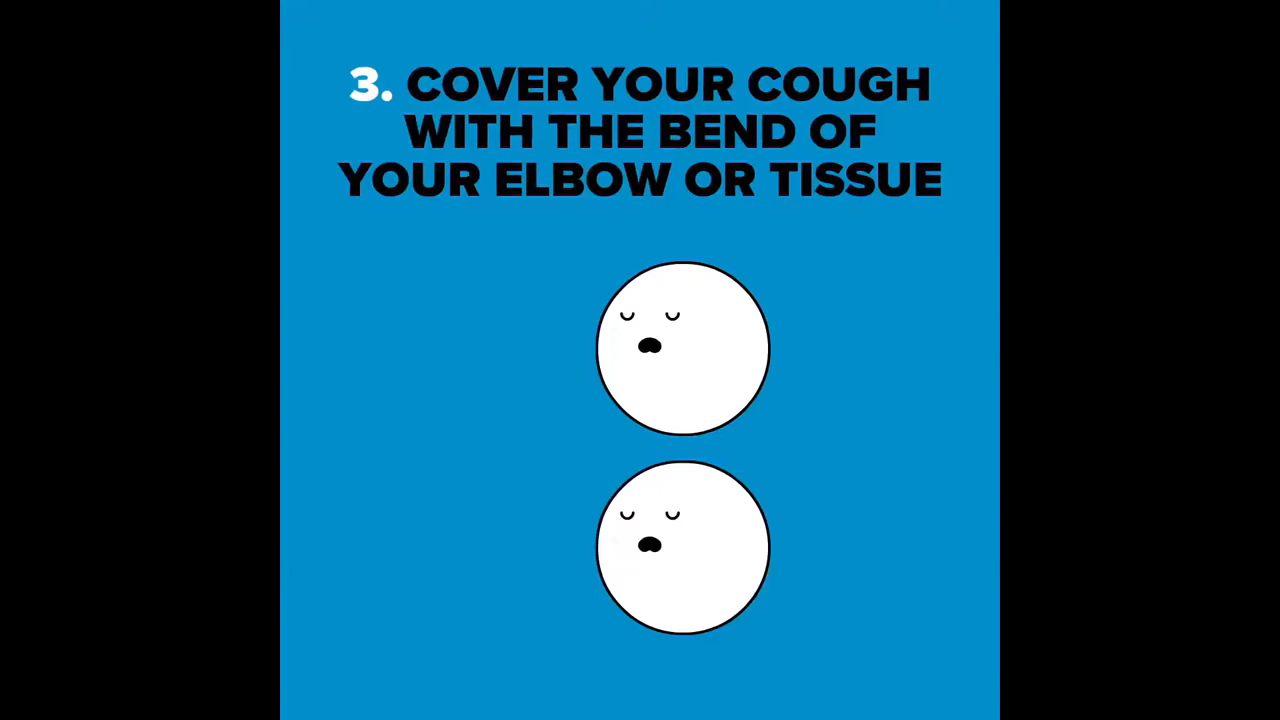 3. COVER YOUR COUGH
WITH THE BEND OF
YOUR ELBOW OR TISSUE